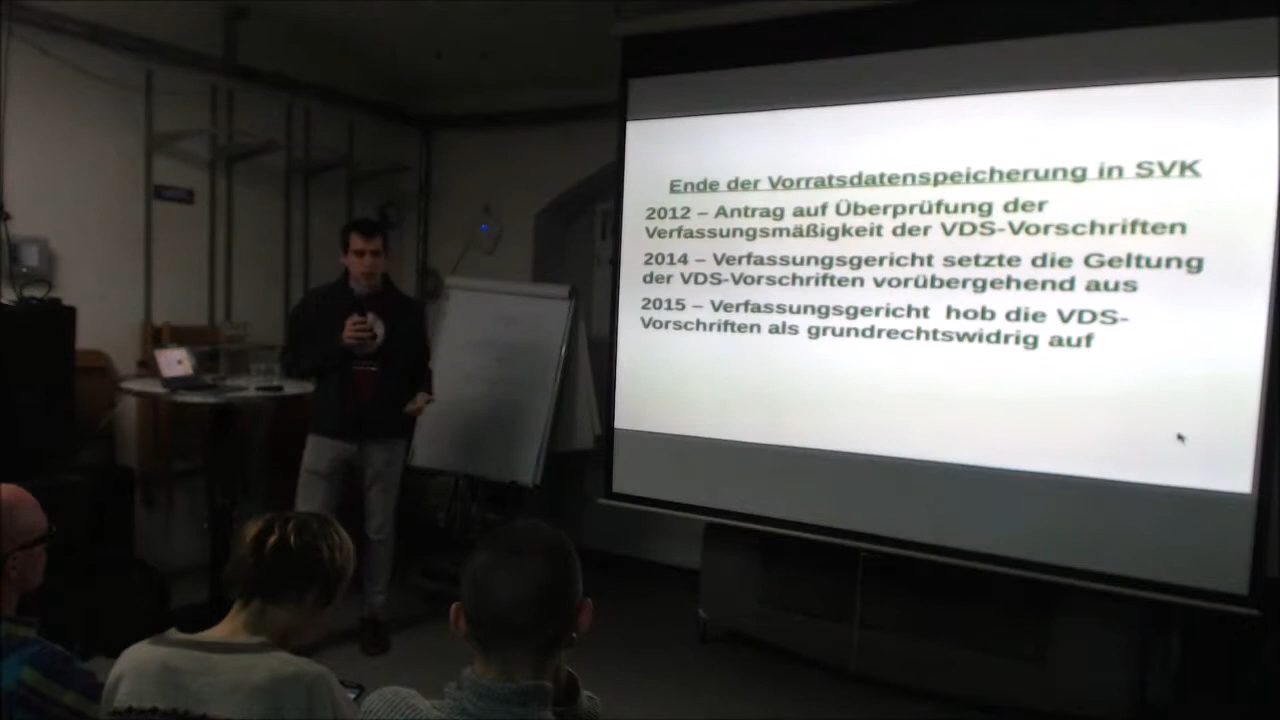 Ende der Vorratsdatenspeicherung in SVK
2012 – Antrag auf Überprüfung der
Verfassungsmäßigkeit der VDS-Vorschriften
2014 – Verfassungsgericht setzte die Geltung
der VDS-Vorschriften vorübergehend aus
2015 – Verfassungsgericht hob die VDS-
Vorschriften als grundrechtswidrig auf